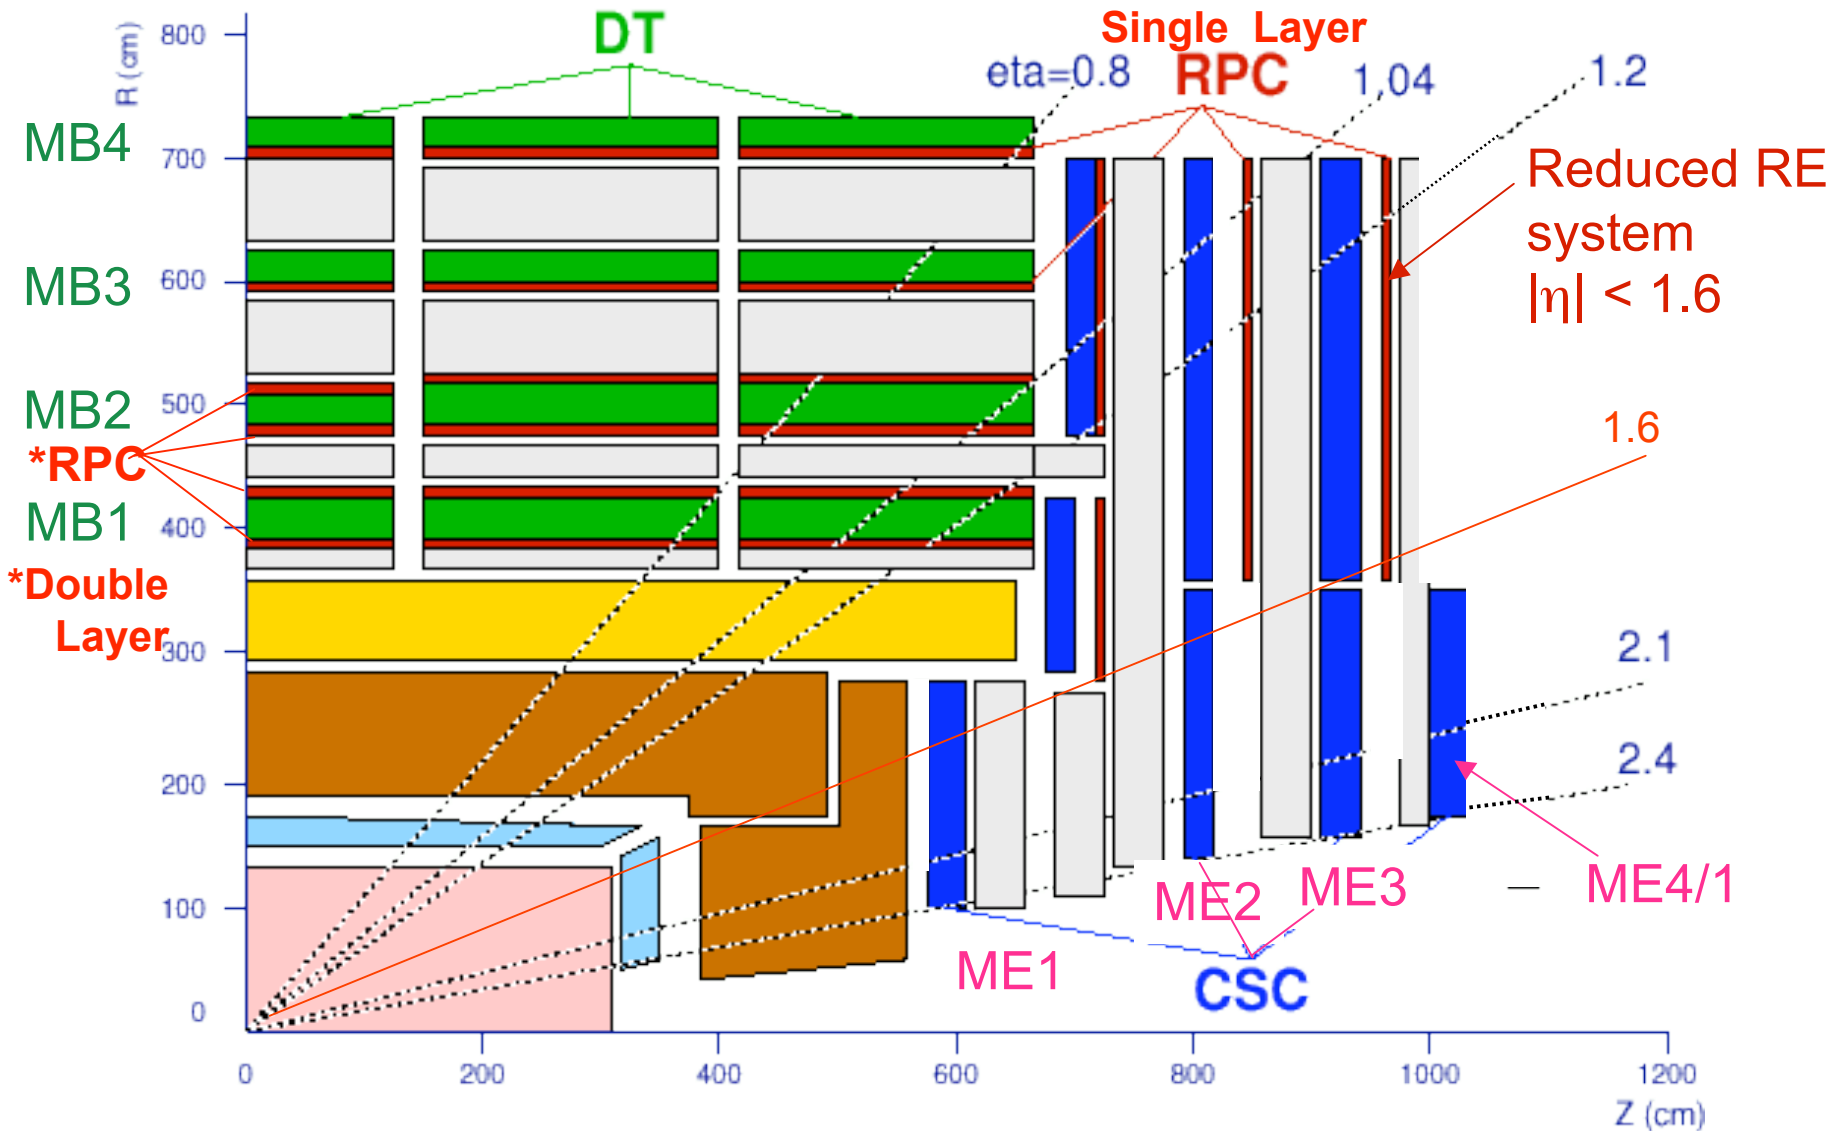 DT
Single Layer
RPC
eta=0.8
1.04
1.2
R (cm)
800
700
600
500
400
300
200
100
0
MB4
MB3
MB2
*RPC
MB1
*Double
Layer
Reduced RE
system
|η| < 1.6
1.6
2.1
2.4
ME1
ME2
ME3
— ME4/1
CSC
0
200
400
600
800
1000
1200
Z (cm)